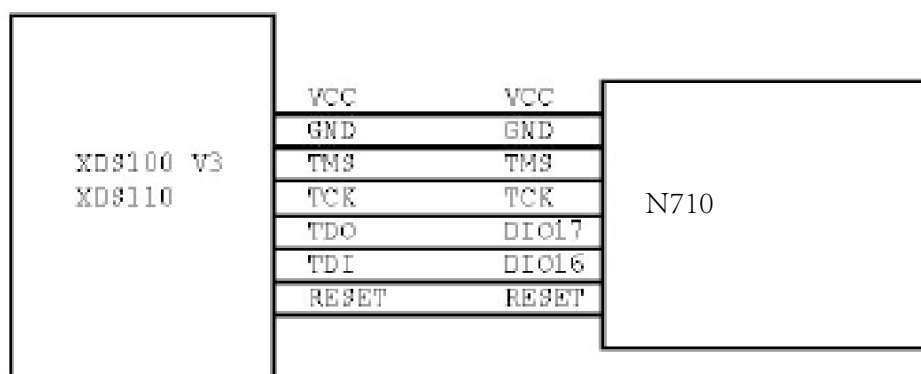 VCC VCC
GND GND
XDS100 V3 TMS TMS
XDS110 TCK TCK N710
TDO DIO17
TDI DIO16
RESET RESET